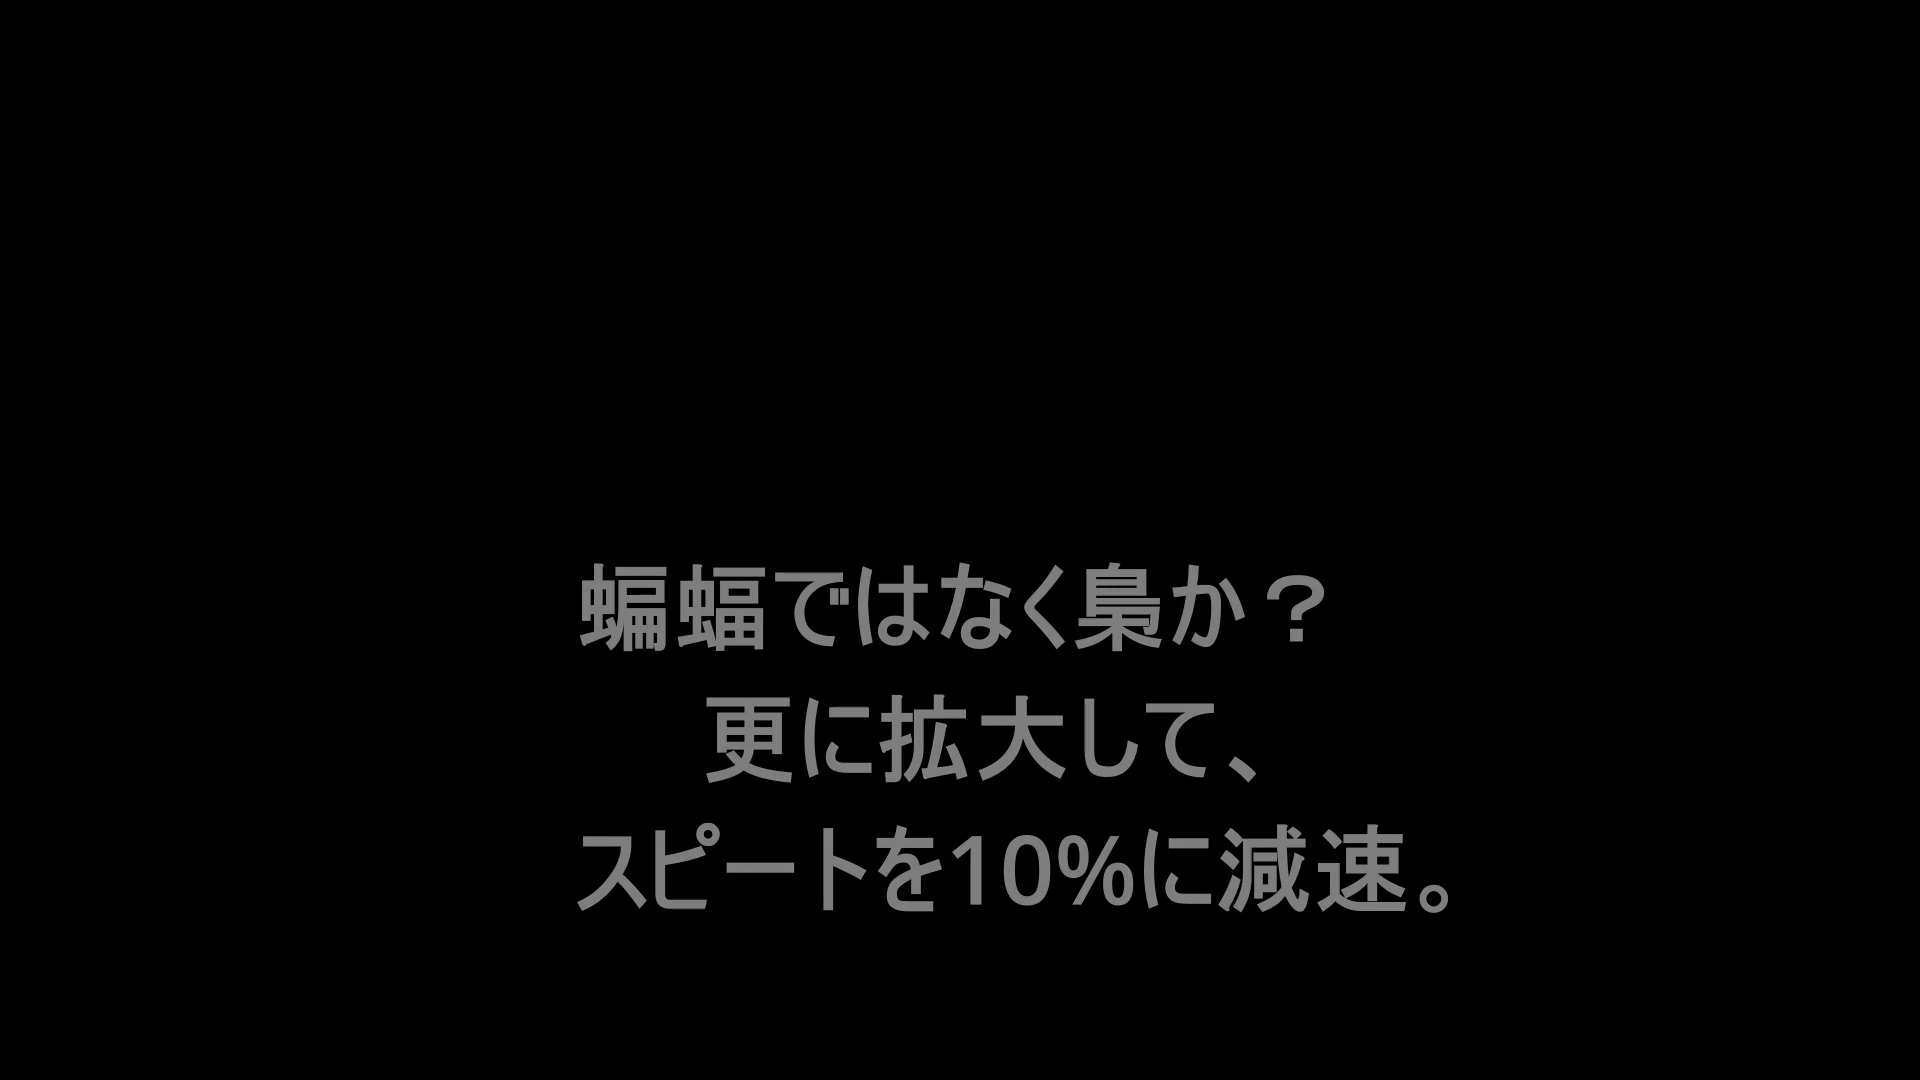 蝙蝠ではなく梟か？
更に拡大して、
スピートを10%に減速。